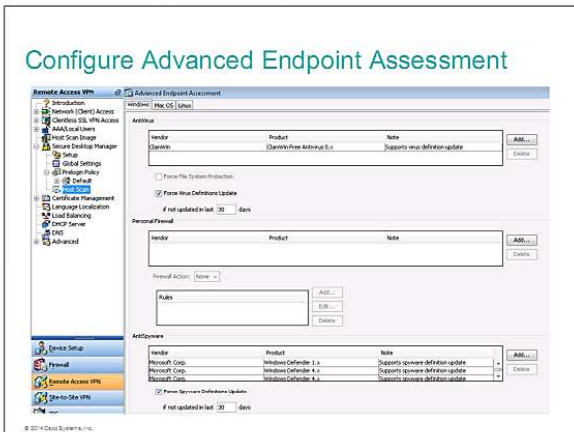 Configure Advanced Endpoint Assessment
Remote Access VPN
Introduction
Network (Client) Access
Clientless SSL VPN Access
AAA/Local Users
Host Scan Image
Secure Desktop Manager
Setup
Global Settings
Prelogin Policy
Default
Host Scan
Certificate Management
Language Localization
Load Balancing
DHCP Server
DNS
Advanced
Device Setup
Firewall
Remote Access VPN
Site-to-Site VPN
Advanced Endpoint Assessment
Windows Mac OS Linux
AntiVirus
Vendor Product Note
ClamWin ClamWin Free Antivirus 0.x Supports virus definition update
Add...
Delete
Force File System Protection
Force Virus Definitions Update
if not updated in last 30 days
Personal Firewall
Vendor Product Note
Add...
Delete
Firewall Action: None
Rules
Add...
Edit...
Delete
AntiSpyware
Vendor Product Note
Microsoft Corp. Windows Defender 1.x Supports spyware definition update
Microsoft Corp. Windows Defender 4.x Supports spyware definition update
Microsoft Corp. Windows Defender 4.x Supports spyware definition update
Add...
Delete
Force Spyware Definitions Update
if not updated in last 30 days
© 2014 Cisco Systems, Inc.